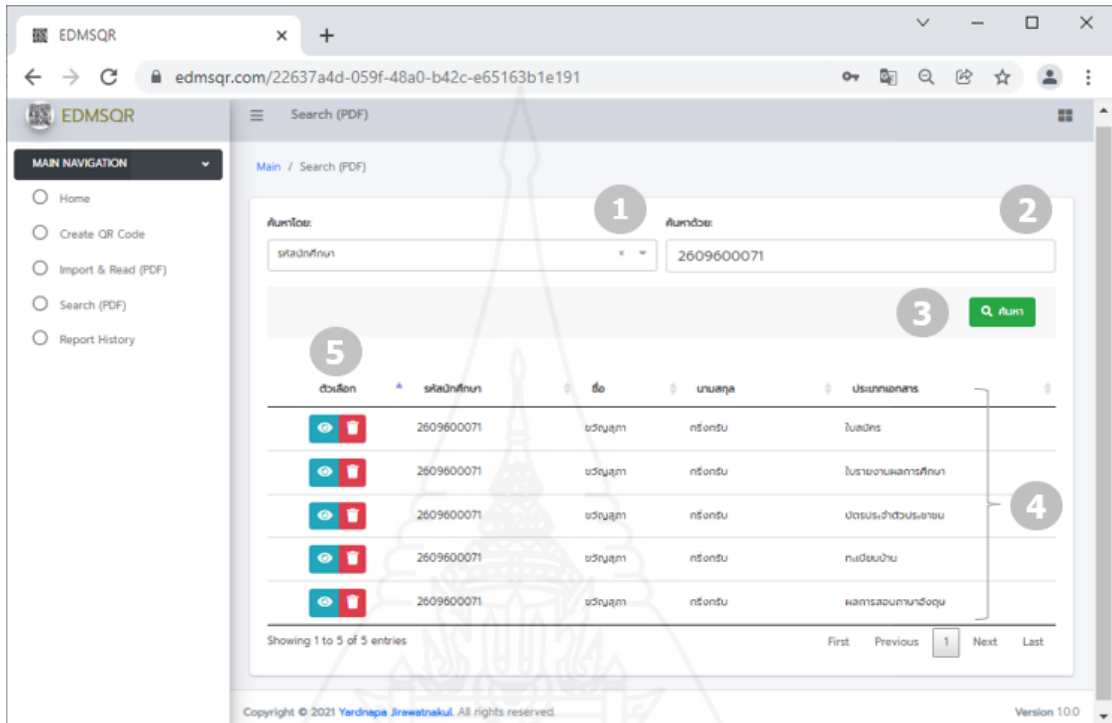 EDMSQR
edmsqr.com/22637a4d-059f-48a0-b42c-e65163b1e191
EDMSQR
Search (PDF)
MAIN NAVIGATION
Main / Search (PDF)
Home
Create QR Code
Import & Read (PDF)
Search (PDF)
Report History
ค้นหาโดย: 1 ค้นหาด้วย: 2
รหัสนักศึกษา 2609600071
3 ค้นหา
5
ตัวเลือก รหัสนักศึกษา ชื่อ นามสกุล ประเภทเอกสาร
2609600071 ขวัญสุภา กรึงกรับ ใบสมัคร
2609600071 ขวัญสุภา กรึงกรับ ใบรายงานผลการศึกษา
2609600071 ขวัญสุภา กรึงกรับ บัตรประจำตัวประชาชน
4
2609600071 ขวัญสุภา กรึงกรับ ทะเบียนบ้าน
2609600071 ขวัญสุภา กรึงกรับ ผลการสอบภาษาอังกฤษ
Showing 1 to 5 of 5 entries First Previous 1 Next Last
Copyright © 2021 Yardnapa Jirawatnakul. All rights reserved. Version 1.0.0